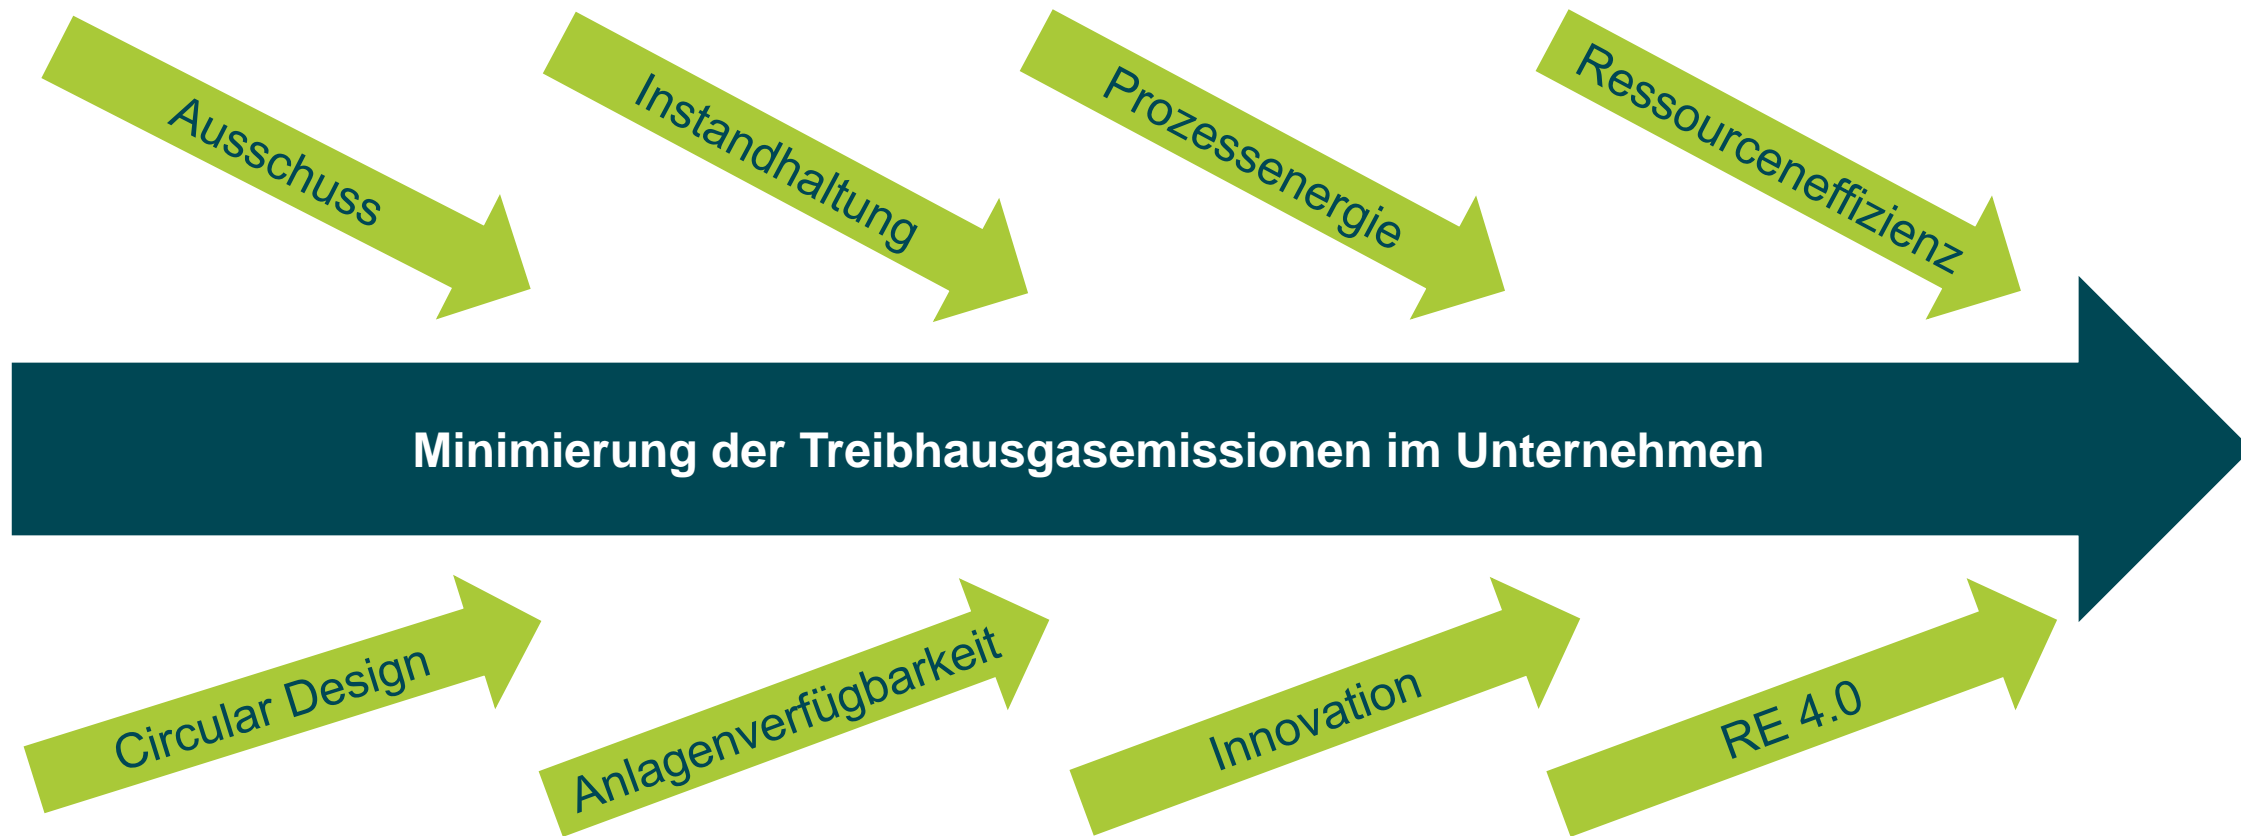 Ausschuss
Instandhaltung
Prozessenergie
Ressourceneffizienz
Minimierung der Treibhausgasemissionen im Unternehmen
Circular Design
Anlagenverfügbarkeit
Innovation
RE 4.0